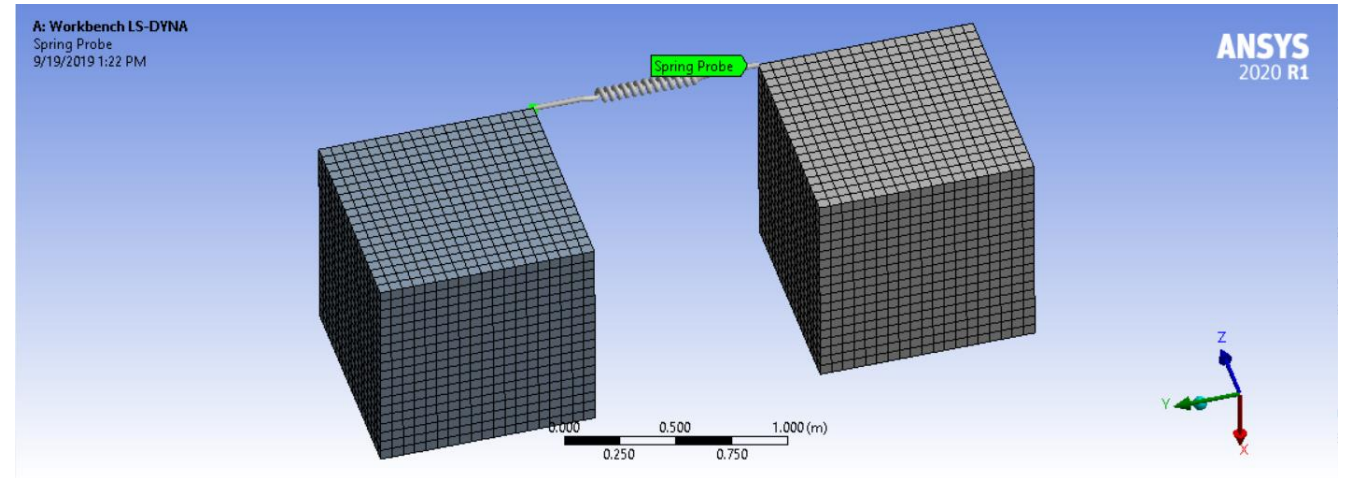 A: Workbench LS-DYNA
Spring Probe
9/19/2019 1:22 PM
ANSYS
2020 R1
Spring Probe
Z
Y
X
0.000 0.500 1.000 (m)
0.250 0.750